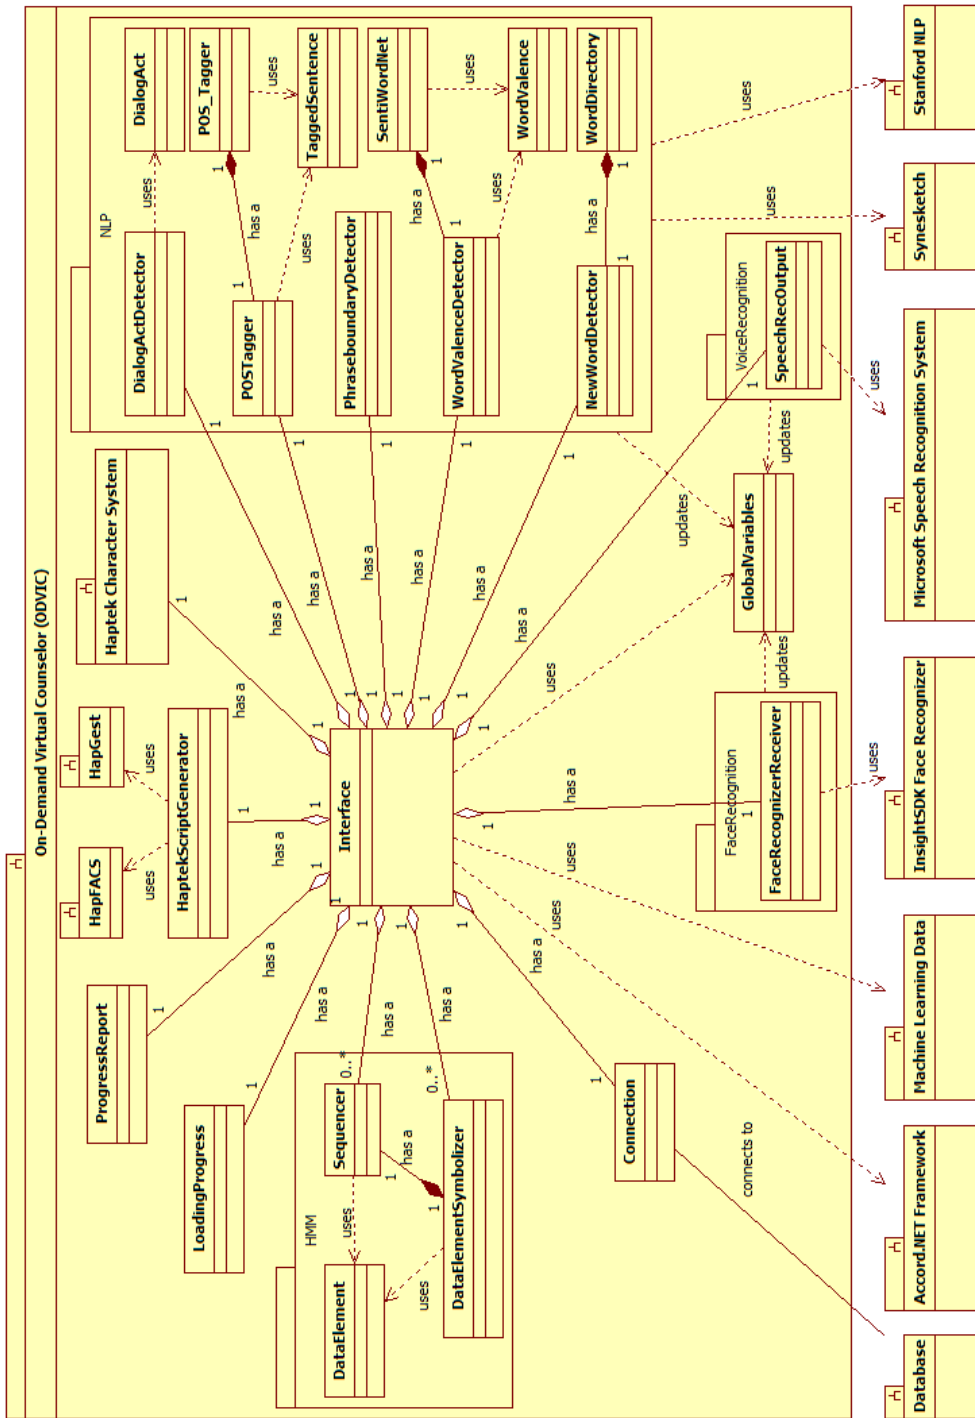 On-Demand Virtual Counselor (ODVIC)
HapFACS
HapGest
uses
uses
HaptekScriptGenerator
Haptek Character System
ProgressReport
LoadingProgress
1
1
1
1
has a
has a
has a
has a
1
1
1
1
Interface
NLP
DialogActDetector
uses
DialogAct
POSTagger
1
has a
1
POS_Tagger
uses
uses
TaggedSentence
PhraseboundaryDetector
SentiWordNet
1
has a
1
uses
WordValenceDetector
uses
WordValence
NewWordDetector
1
has a
1
WordDirectory
1
1
1
1
1
has a
has a
has a
has a
has a
1
1
1
1
1
HMM
Sequencer
DataElement
DataElementSymbolizer
uses
uses
1
has a
1
0..*
0..*
has a
has a
1
1
Connection
1
has a
1
connects to
uses
uses
uses
FaceRecognition
FaceRecognizerReceiver
1
has a
1
updates
GlobalVariables
updates
updates
VoiceRecognition
SpeechRecOutput
1
has a
1
uses
uses
uses
uses
Database
Accord.NET Framework
Machine Learning Data
InsightSDK Face Recognizer
Microsoft Speech Recognition System
Synesketch
Stanford NLP